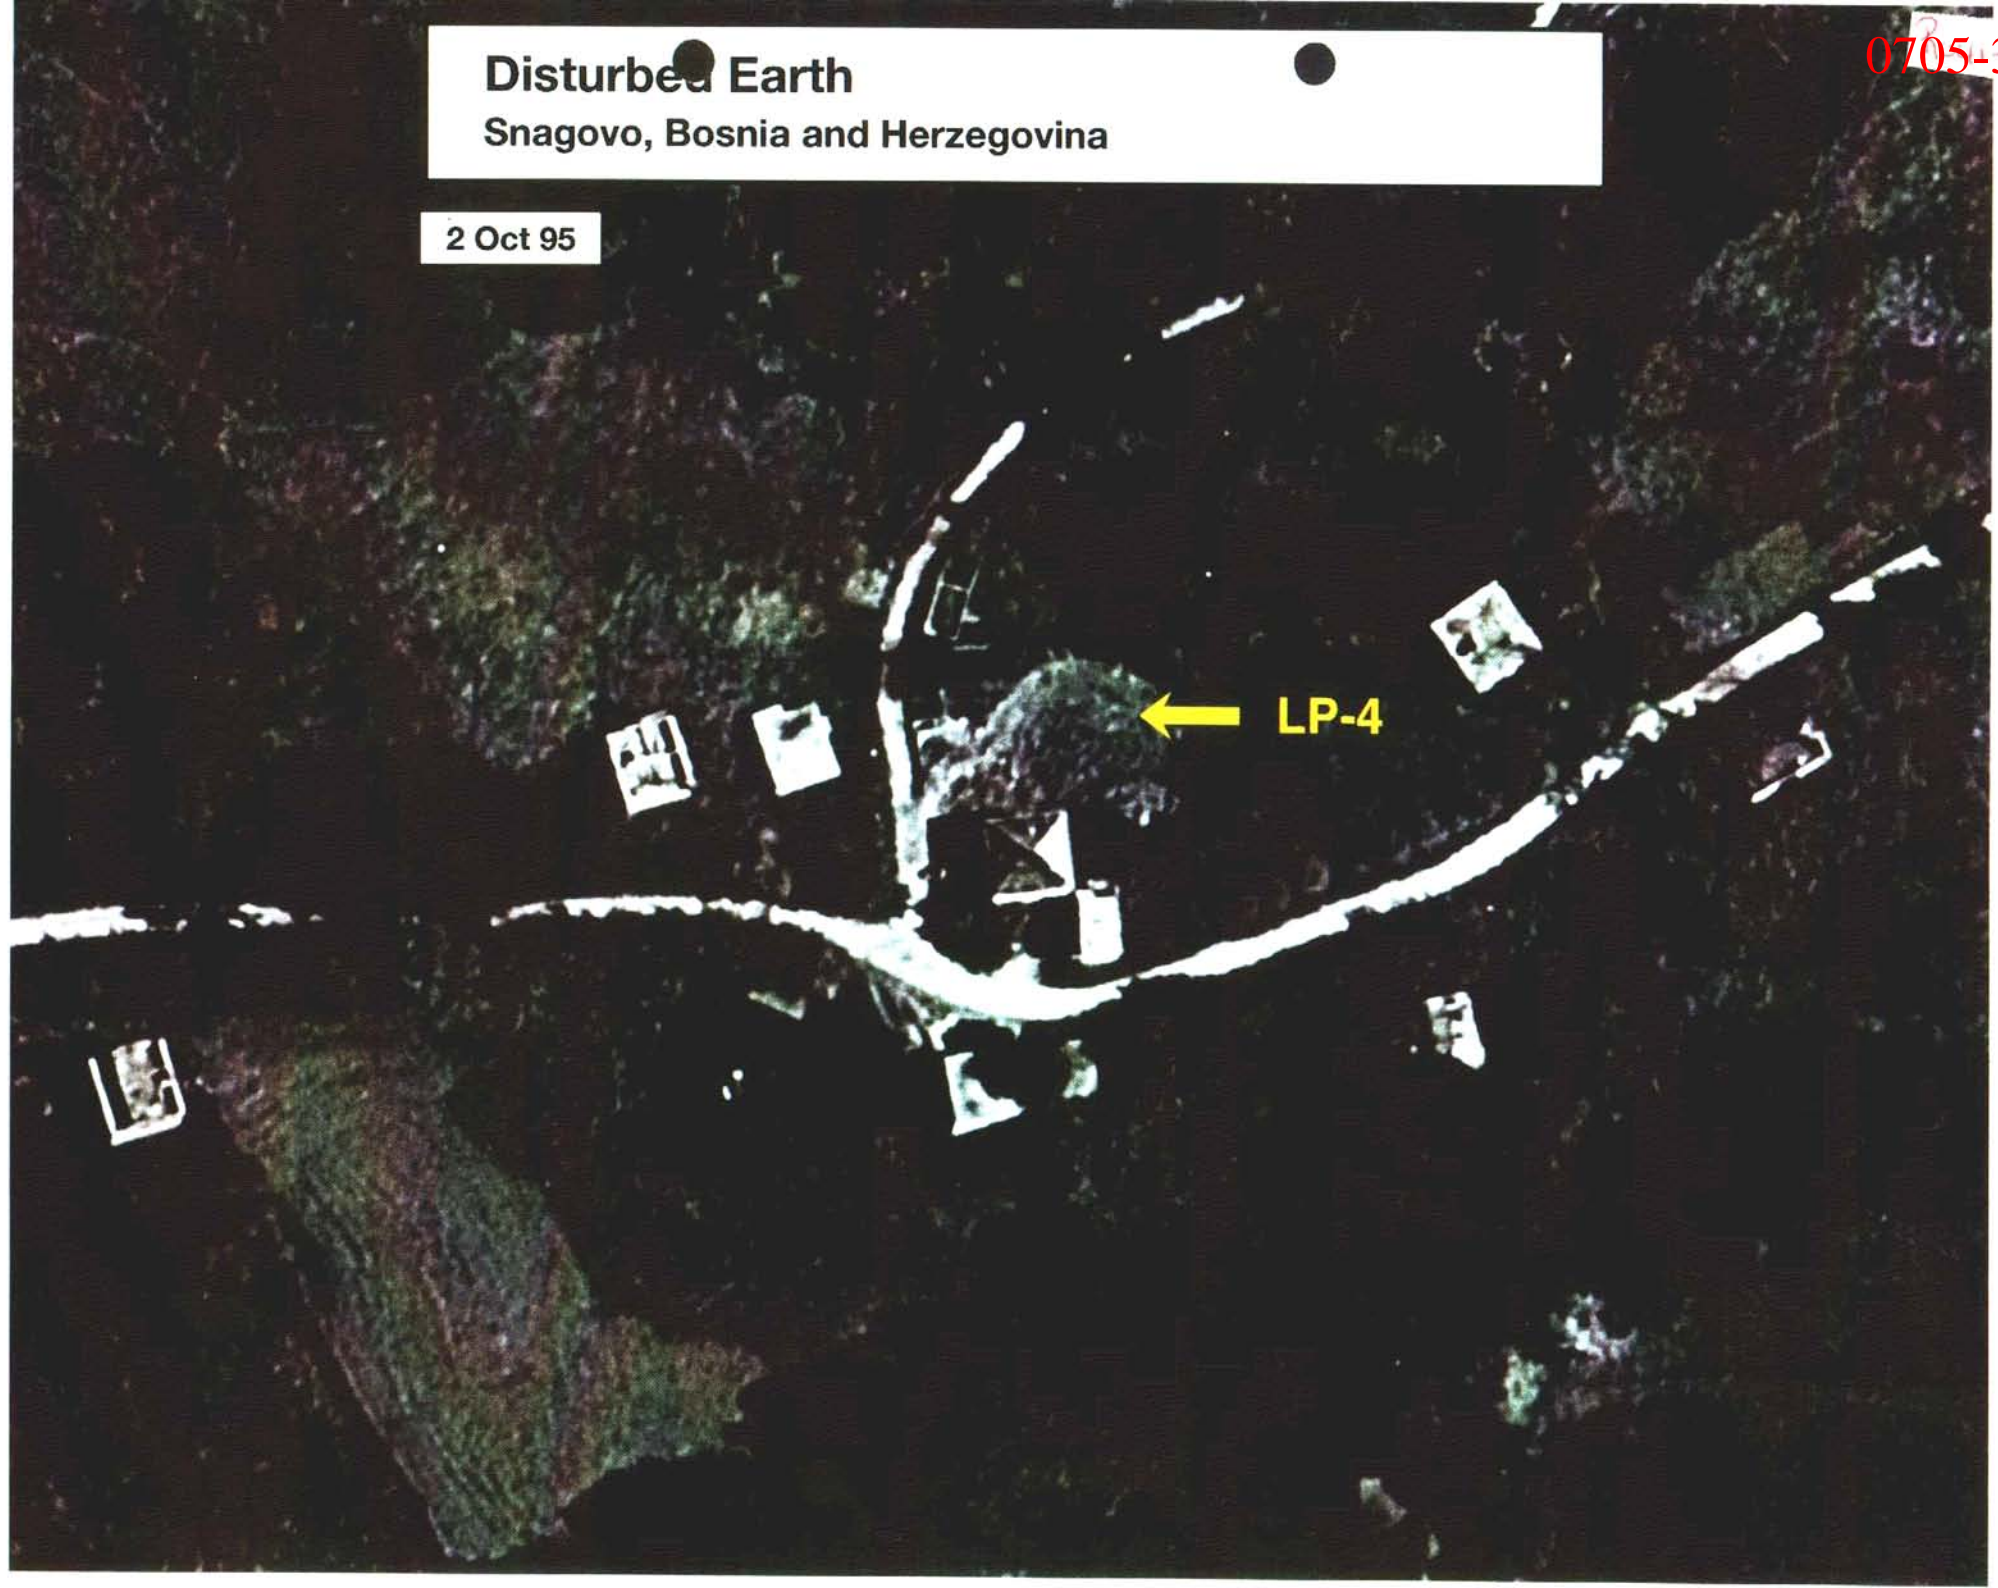 Disturbed Earth
Snagovo, Bosnia and Herzegovina
0705-
2 Oct 95
LP-4